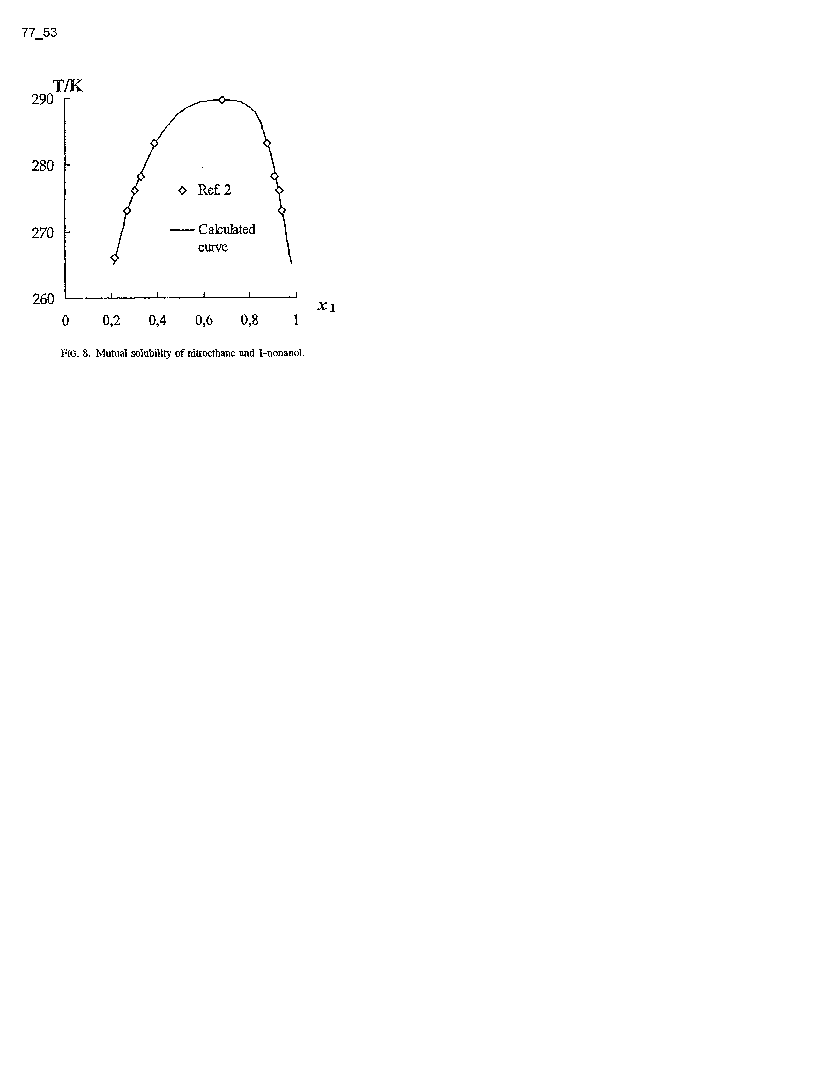 77_53
T/K
290
280
270
260
Ref. 2
Calculated
curve
0 0,2 0,4 0,6 0,8 1
x1
FIG. 8. Mutual solubility of nitroethane and 1-nonanol.